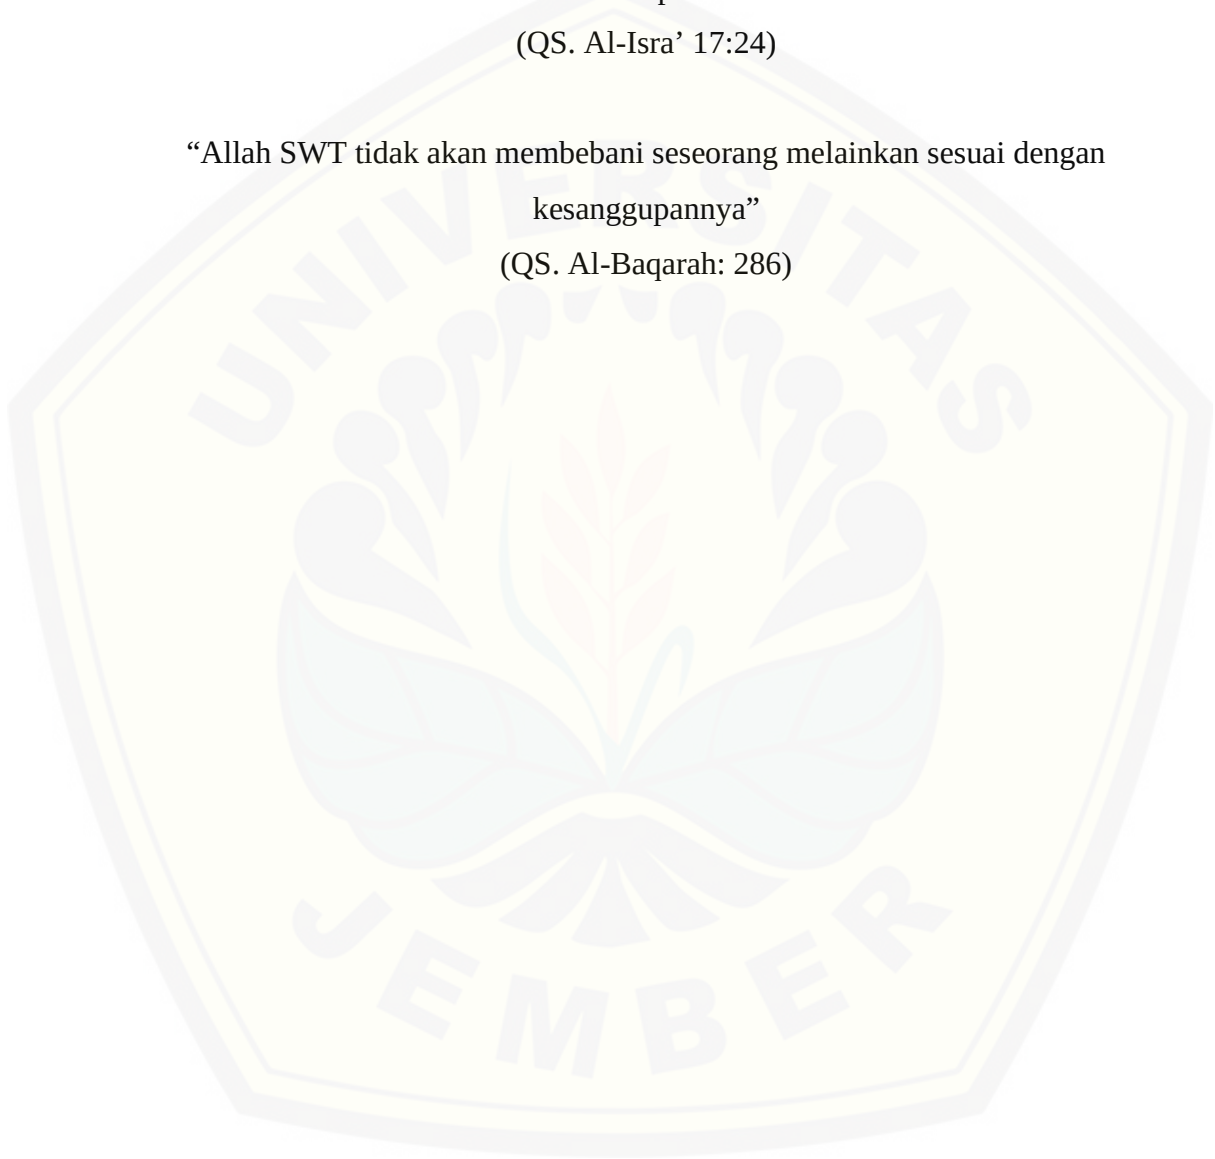 (QS. Al-Isra’ 17:24)
“Allah SWT tidak akan membebani seseorang melainkan sesuai dengan
kesanggupannya”
(QS. Al-Baqarah: 286)
UNIVERSITAS
JEMBER